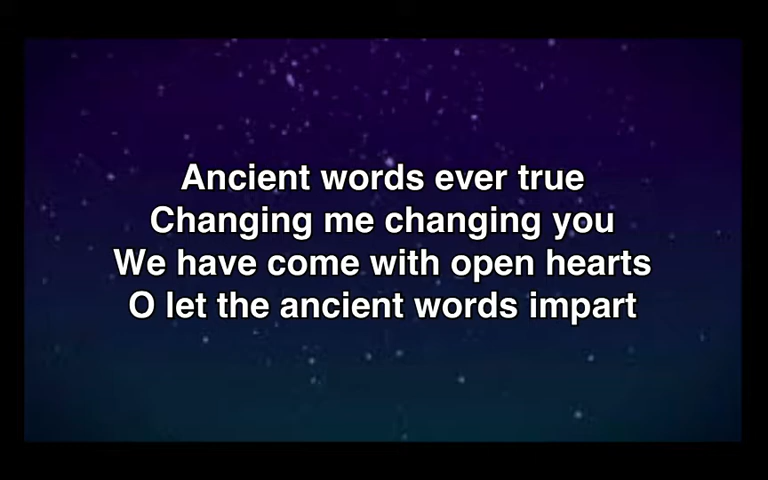 Ancient words ever true
Changing me changing you
We have come with open hearts
O let the ancient words impart